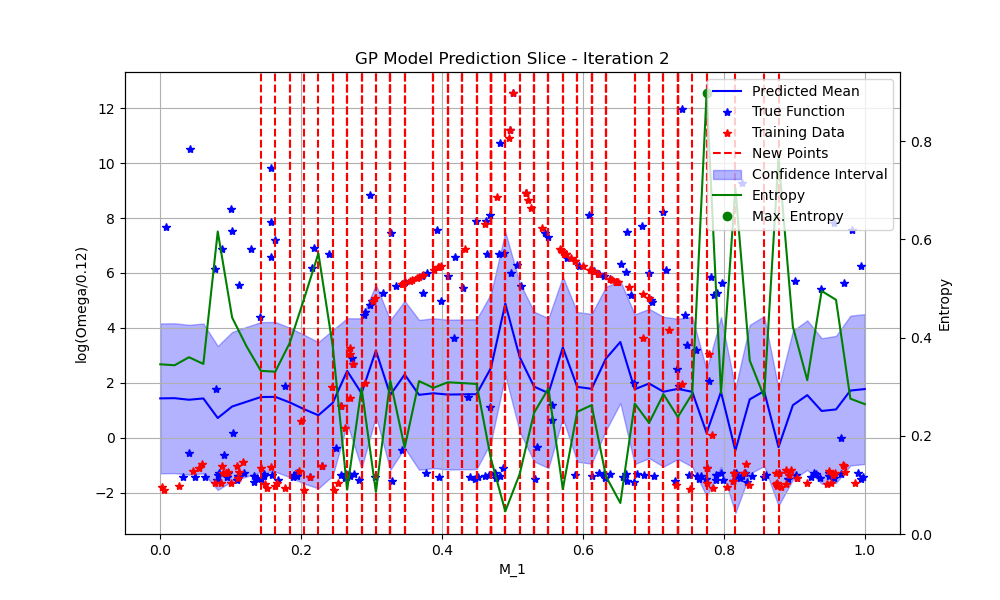 GP Model Prediction Slice - Iteration 2
12
10
8
6
4
2
0
−2
log(Omega/0.12)
Predicted Mean
True Function
Training Data
New Points
Confidence Interval
Entropy
Max. Entropy
0.8
0.6
0.4
0.2
0.0
Entropy
0.0
0.2
0.4
0.6
0.8
1.0
M_1